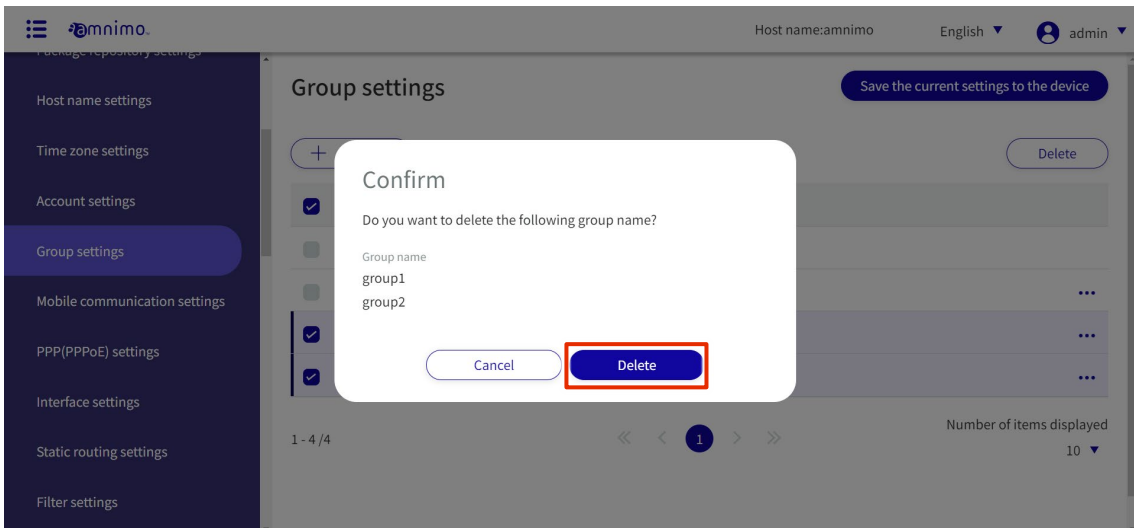 amnimo
Host name:amnimo
English ▼
admin ▼
Package repository settings
Host name settings
Time zone settings
Account settings
Group settings
Mobile communication settings
PPP(PPPoE) settings
Interface settings
Static routing settings
Filter settings
Group settings
Save the current settings to the device
+
Delete
Confirm
Do you want to delete the following group name?
Group name
group1
group2
Cancel
Delete
•••
•••
•••
1 - 4 /4
« < 1 > »
Number of items displayed
10 ▼